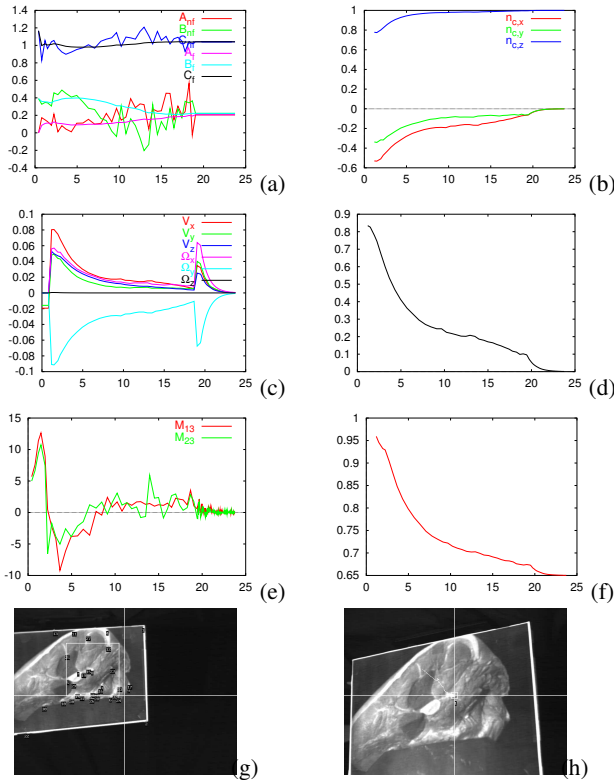 1.4
1.2
1
0.8
0.6
0.4
0.2
0
-0.2
-0.4
A_nf
B_nf
C_nf
A_f
B_f
C_f
0 5 10 15 20 25
(a)
1
0.8
0.6
0.4
0.2
0
-0.2
-0.4
-0.6
n_c,x
n_c,y
n_c,z
0 5 10 15 20 25
(b)
0.1
0.08
0.06
0.04
0.02
0
-0.02
-0.04
-0.06
-0.08
-0.1
V_x
V_y
V_z
Ω_x
Ω_y
Ω_z
0 5 10 15 20 25
(c)
0.9
0.8
0.7
0.6
0.5
0.4
0.3
0.2
0.1
0
0 5 10 15 20 25
(d)
15
10
5
0
-5
-10
M_13
M_23
0 5 10 15 20 25
(e)
1
0.95
0.9
0.85
0.8
0.75
0.7
0.65
0 5 10 15 20 25
(f)
(g)
(h)